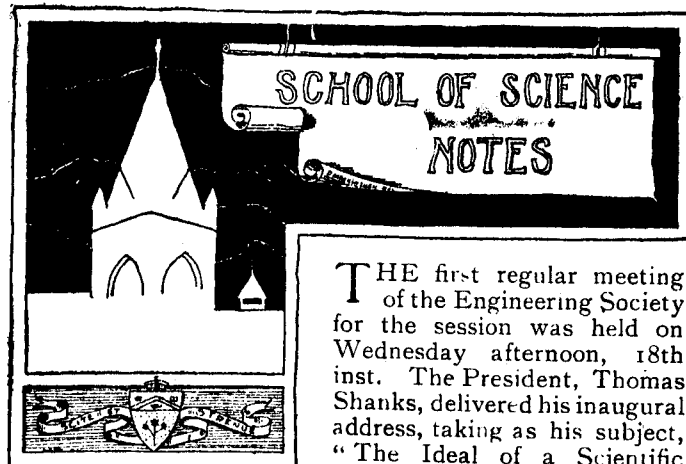 SCHOOL OF SCIENCE
NOTES
THE first regular meeting
of the Engineering Society
for the session was held on
Wednesday afternoon, 18th
inst. The President, Thomas
Shanks, delivered his inaugural
address, taking as his subject,
“ The Ideal of a Scientific